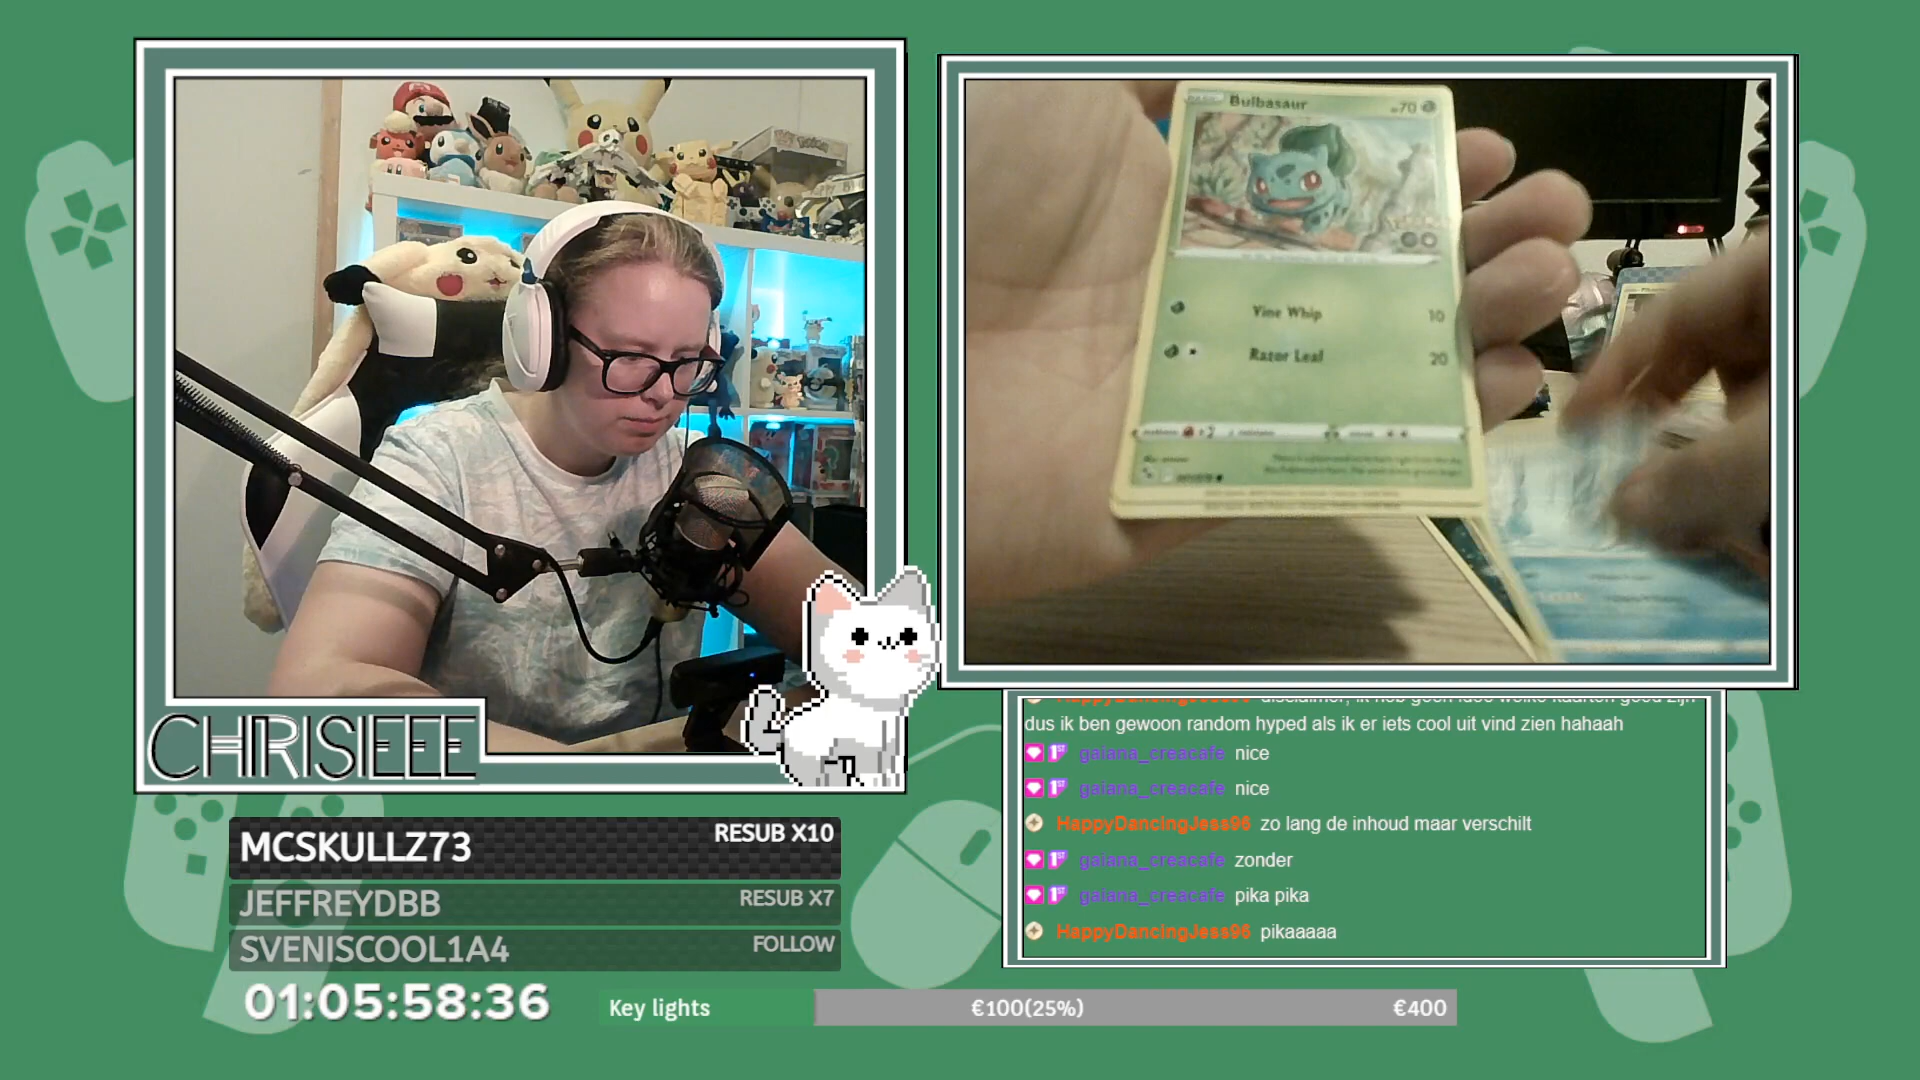 Bulbasaur
70
Vine Whip 10
Razor Leaf 20
CHRISIEEE
dus ik ben gewoon random hyped als ik er iets cool uit vind zien hahaah
gaiana_creacafe nice
gaiana_creacafe nice
HappyDancingJess96 zo lang de inhoud maar verschilt
gaiana_creacafe zonder
gaiana_creacafe pika pika
HappyDancingJess96 pikaaaaa
MCSKULLZ73 RESUB X10
JEFFREYDBB RESUB X7
SVENISCOOL1A4 FOLLOW
01:05:58:36
Key lights €100(25%) €400